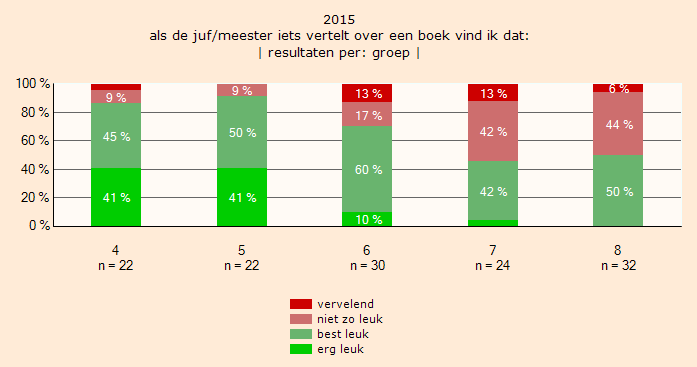 2015
als de juf/meester iets vertelt over een boek vind ik dat:
| resultaten per: groep |
100 %
80 %
60 %
40 %
20 %
0 %
9 %
45 %
41 %
9 %
50 %
41 %
13 %
17 %
60 %
10 %
13 %
42 %
42 %
6 %
44 %
50 %
4 5 6 7 8
n = 22 n = 22 n = 30 n = 24 n = 32
vervelend
niet zo leuk
best leuk
erg leuk